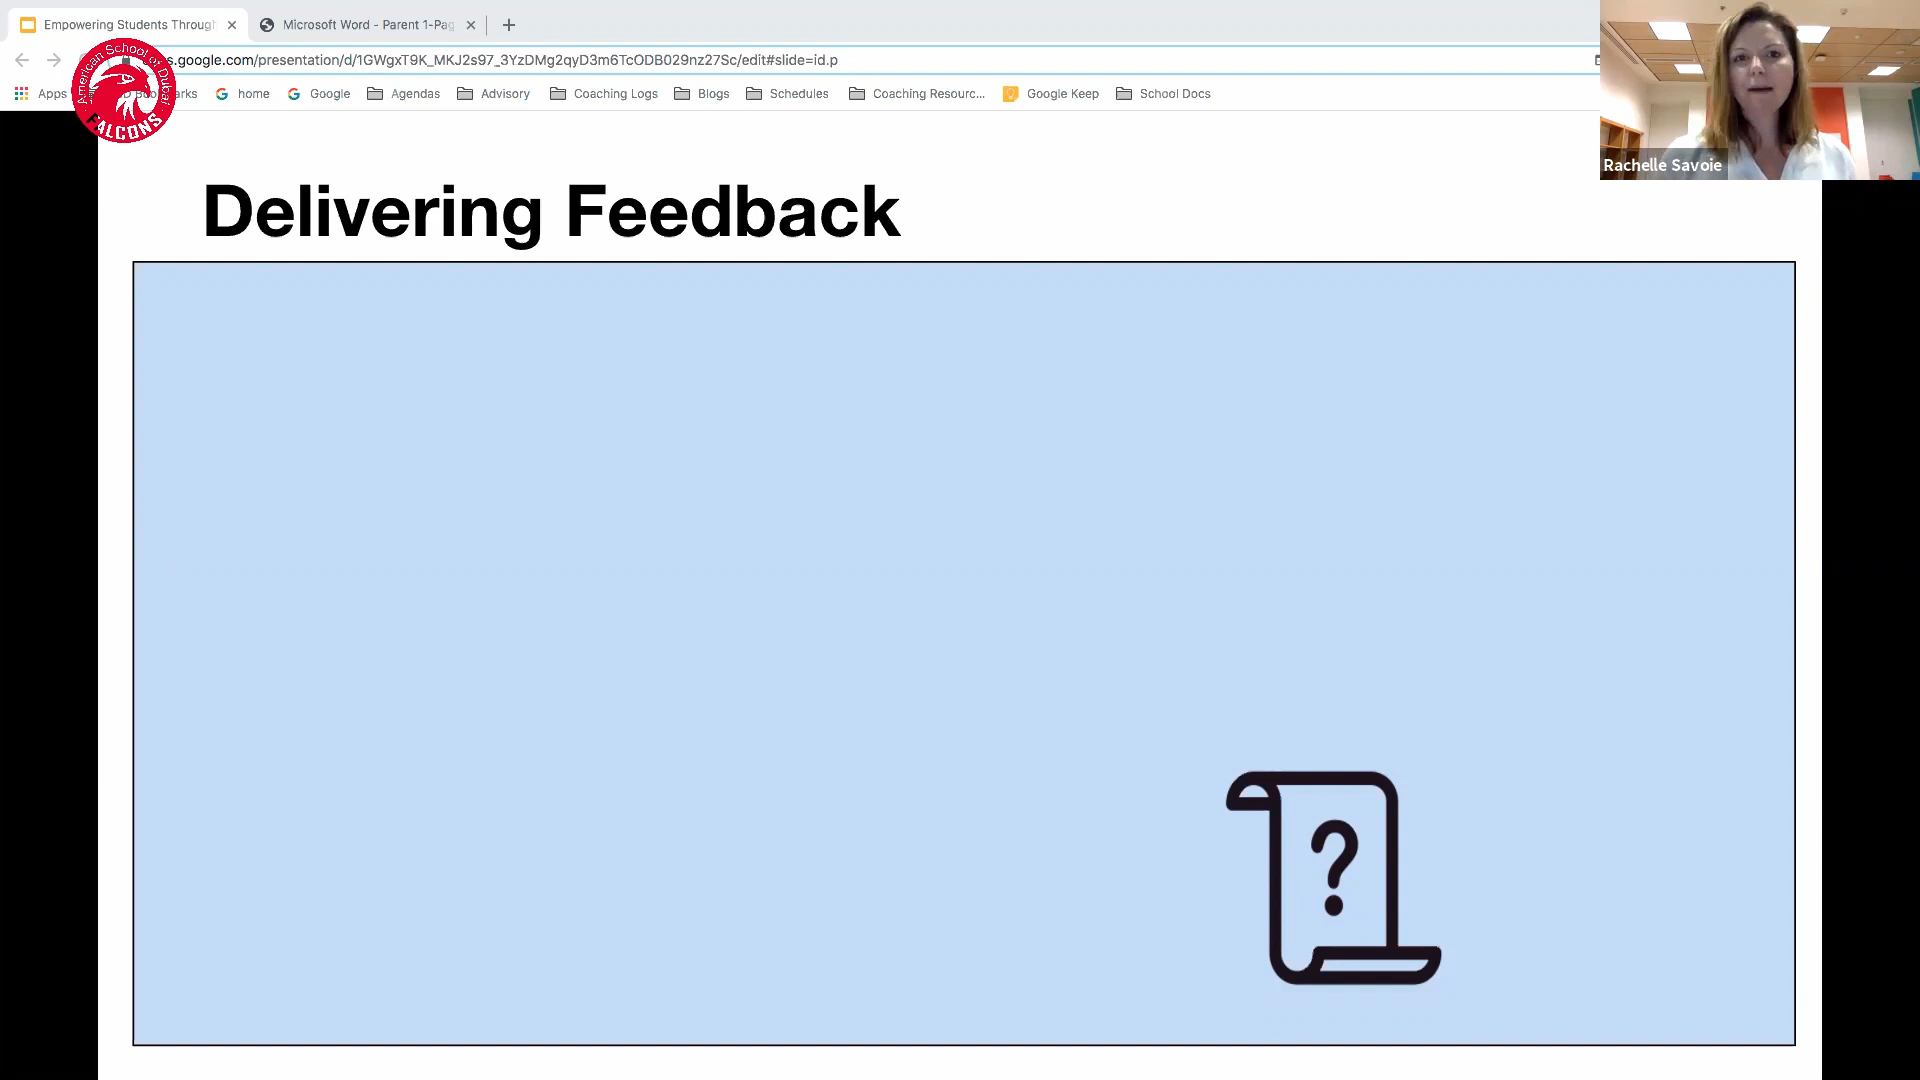 Empowering Students Through
Microsoft Word - Parent 1-Pag
s.google.com/presentation/d/1GWgxT9K_MKJ2s97_3YzDMg2qyD3m6TcODB029nz27Sc/edit#slide=id.p
Apps
home
Google
Agendas
Advisory
Coaching Logs
Blogs
Schedules
Coaching Resourc...
Google Keep
School Docs
American School of Dubai
FALCONS
Rachelle Savoie
Delivering Feedback
?